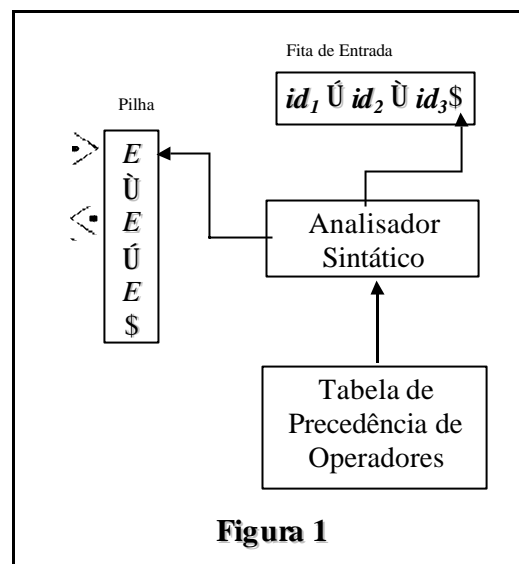 Fita de Entrada
id1 Ú id2 Ù id3$
Pilha
E
Ù
E
Ú
E
$
Analisador
Sintático
Tabela de
Precedência de
Operadores
Figura 1